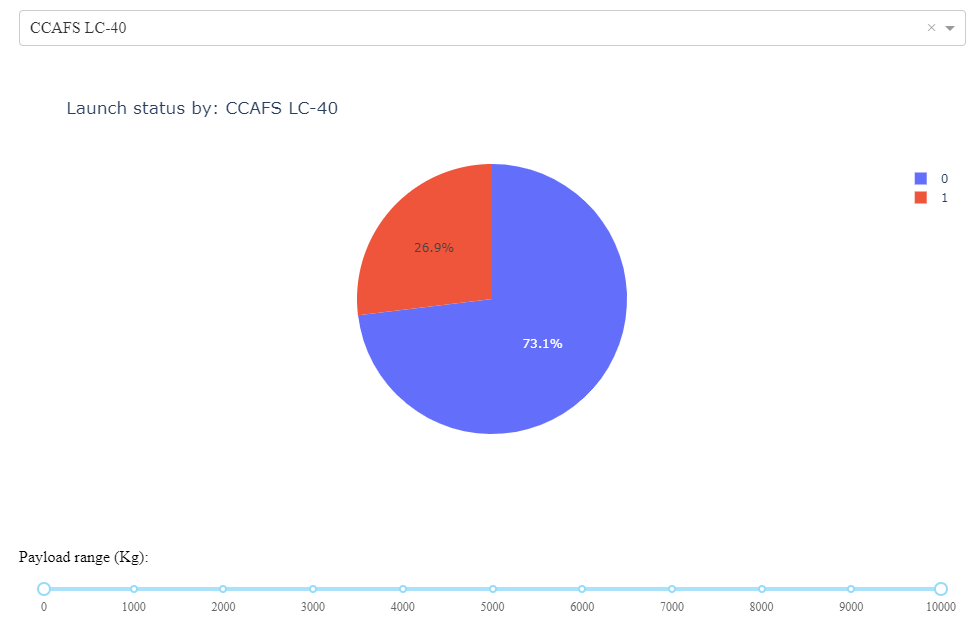 CCAFS LC-40 ×
Launch status by: CCAFS LC-40
0
1
26.9%
73.1%
Payload range (Kg):
0 1000 2000 3000 4000 5000 6000 7000 8000 9000 10000